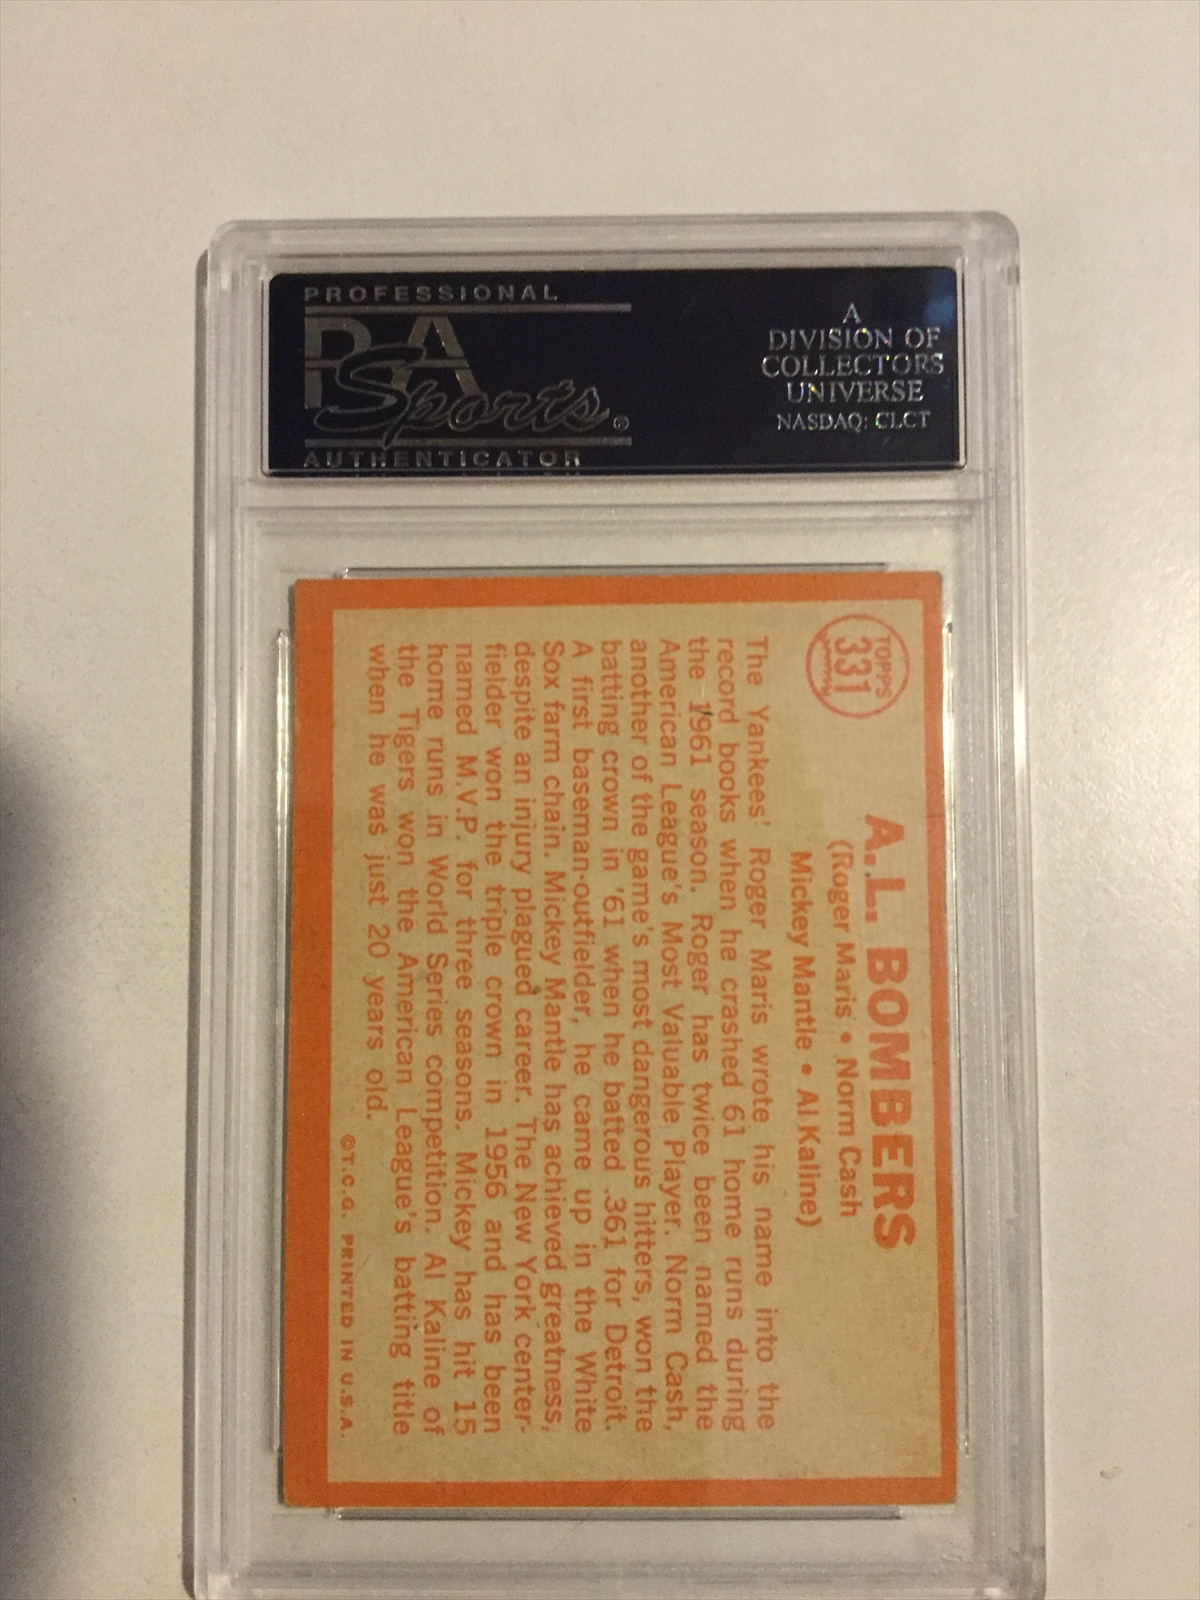 PROFESSIONAL
PSA
Sports®
AUTHENTICATOR
A
DIVISION OF
COLLECTORS
UNIVERSE
NASDAQ: CLCT
TOPPS
331
A.L. BOMBERS
(Roger Maris • Norm Cash
Mickey Mantle • Al Kaline)
The Yankees' Roger Maris wrote his name into the
record books when he crashed 61 home runs during
the 1961 season. Roger has twice been named the
American League's Most Valuable Player. Norm Cash,
another of the game's most dangerous hitters, won the
batting crown in '61 when he batted .361 for Detroit.
A first baseman-outfielder, he came up in the White
Sox farm chain. Mickey Mantle has achieved greatness,
despite an injury plagued career. The New York center-
fielder won the triple crown in 1956 and has been
named M.V.P. for three seasons. Mickey has hit 15
home runs in World Series competition. Al Kaline of
the Tigers won the American League's batting title
when he was just 20 years old.
©T.C.G. PRINTED IN U.S.A.